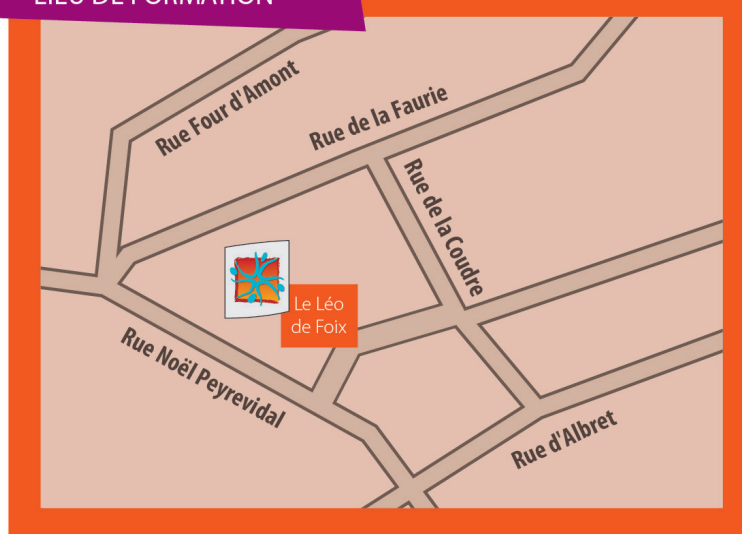 LIEU DE FORMATION
Rue Four d'Amont
Rue de la Faurie
Rue de la Coudre
Le Léo
de Foix
Rue Noël Peyrevidal
Rue d'Albret